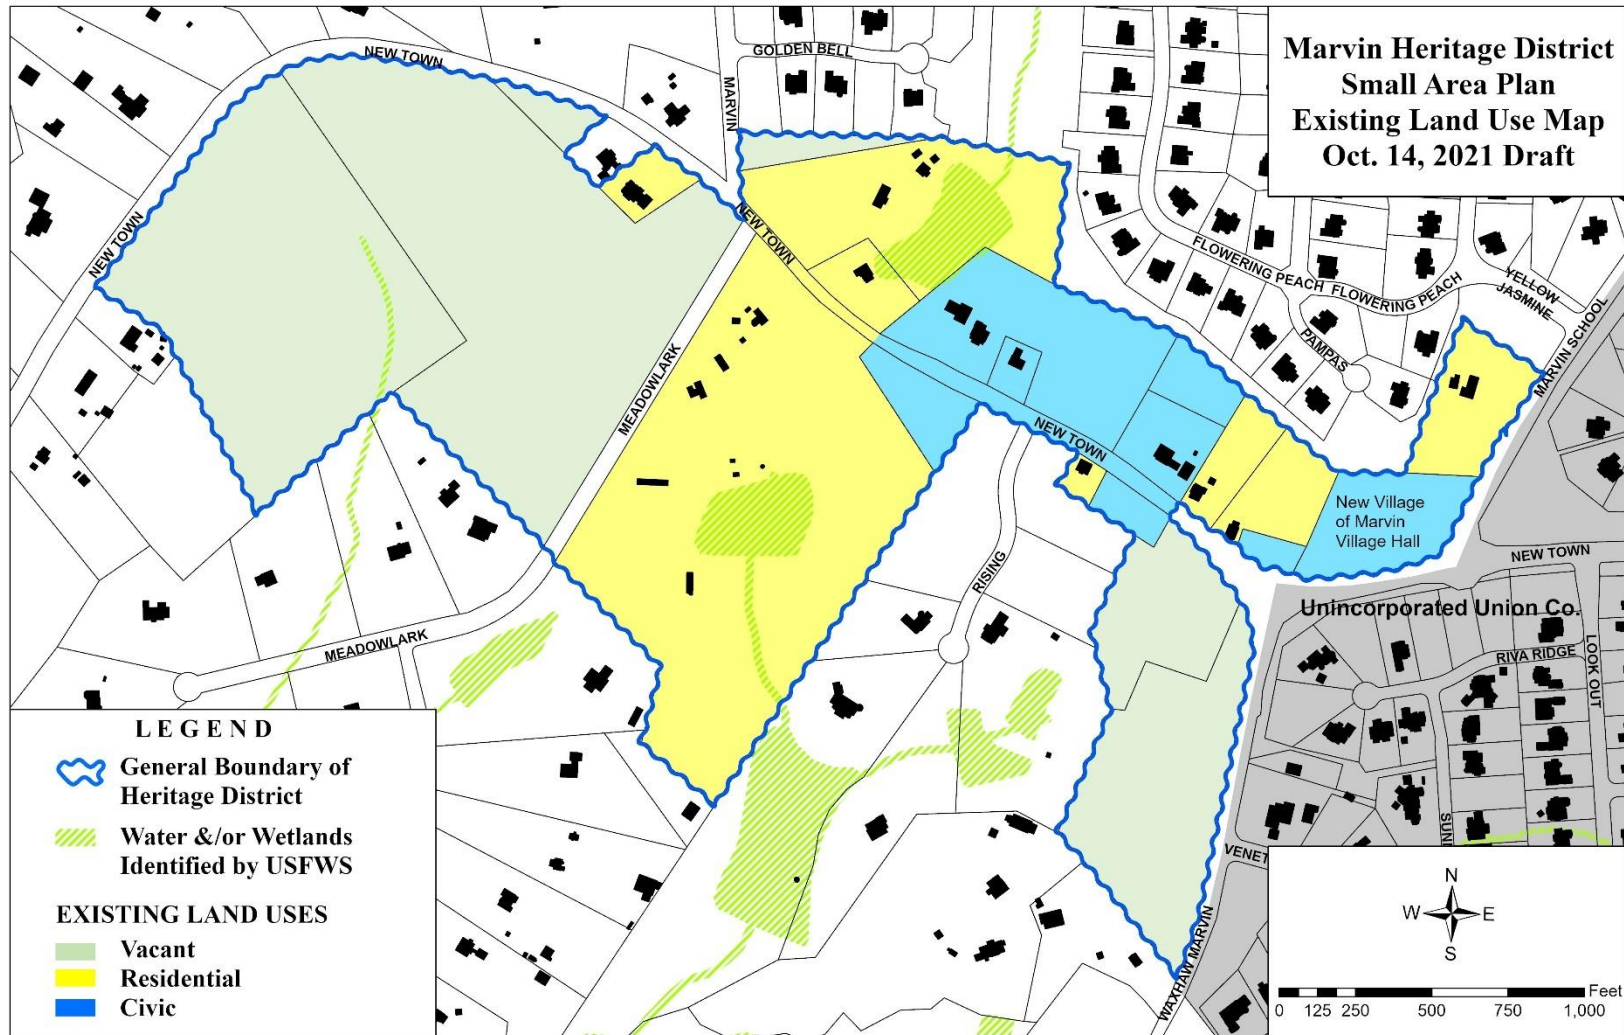 Marvin Heritage District
Small Area Plan
Existing Land Use Map
Oct. 14, 2021 Draft
NEW TOWN
GOLDEN BELL
MARVIN
NEW TOWN
NEW TOWN
FLOWERING PEACH
FLOWERING PEACH
YELLOW
JASMINE
MARVIN SCHOOL
PAMPAS
MEADOWLARK
NEW TOWN
New Village
of Marvin
Village Hall
NEW TOWN
RISING
Unincorporated Union Co.
MEADOWLARK
RIVA RIDGE
LOOK OUT
WAXHAW MARVIN
L E G E N D
General Boundary of
Heritage District
Water &/or Wetlands
Identified by USFWS
EXISTING LAND USES
Vacant
Residential
Civic
SUNI
VENET
N
W E
S
Feet
0 125 250 500 750 1,000